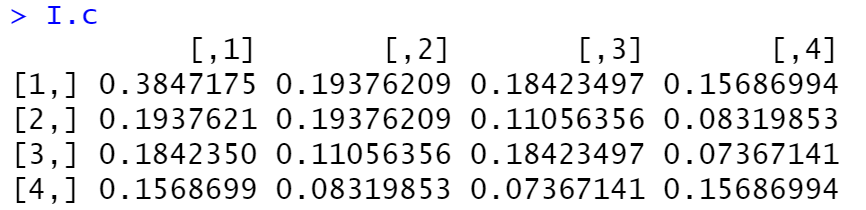 > I.c
          [,1]       [,2]       [,3]       [,4]
[1,] 0.3847175 0.19376209 0.18423497 0.15686994
[2,] 0.1937621 0.19376209 0.11056356 0.08319853
[3,] 0.1842350 0.11056356 0.18423497 0.07367141
[4,] 0.1568699 0.08319853 0.07367141 0.15686994